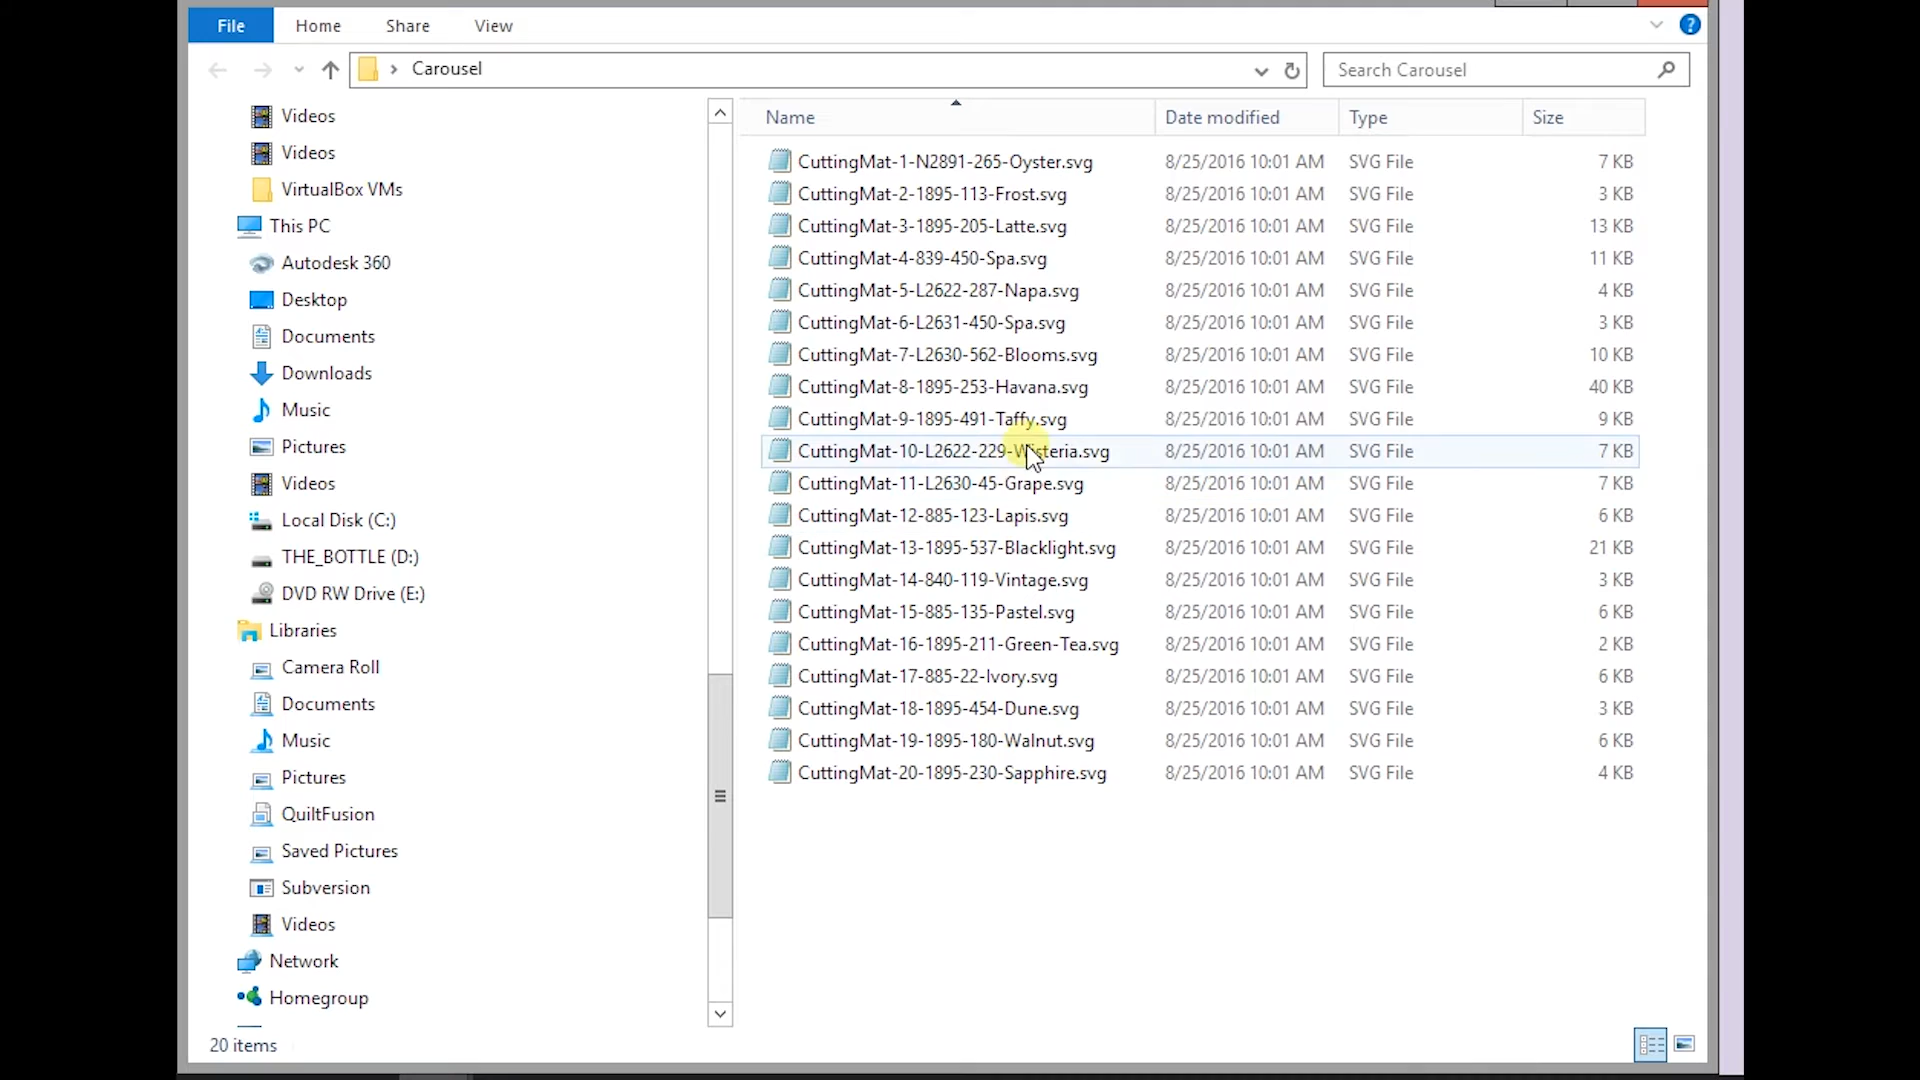 File Home Share View
Carousel
Search Carousel
Videos
Videos
VirtualBox VMs
This PC
Autodesk 360
Desktop
Documents
Downloads
Music
Pictures
Videos
Local Disk (C:)
THE_BOTTLE (D:)
DVD RW Drive (E:)
Libraries
Camera Roll
Documents
Music
Pictures
QuiltFusion
Saved Pictures
Subversion
Videos
Network
Homegroup
Name Date modified Type Size
CuttingMat-1-N2891-265-Oyster.svg 8/25/2016 10:01 AM SVG File 7 KB
CuttingMat-2-1895-113-Frost.svg 8/25/2016 10:01 AM SVG File 3 KB
CuttingMat-3-1895-205-Latte.svg 8/25/2016 10:01 AM SVG File 13 KB
CuttingMat-4-839-450-Spa.svg 8/25/2016 10:01 AM SVG File 11 KB
CuttingMat-5-L2622-287-Napa.svg 8/25/2016 10:01 AM SVG File 4 KB
CuttingMat-6-L2631-450-Spa.svg 8/25/2016 10:01 AM SVG File 3 KB
CuttingMat-7-L2630-562-Blooms.svg 8/25/2016 10:01 AM SVG File 10 KB
CuttingMat-8-1895-253-Havana.svg 8/25/2016 10:01 AM SVG File 40 KB
CuttingMat-9-1895-491-Taffy.svg 8/25/2016 10:01 AM SVG File 9 KB
CuttingMat-10-L2622-229-Wisteria.svg 8/25/2016 10:01 AM SVG File 7 KB
CuttingMat-11-L2630-45-Grape.svg 8/25/2016 10:01 AM SVG File 7 KB
CuttingMat-12-885-123-Lapis.svg 8/25/2016 10:01 AM SVG File 6 KB
CuttingMat-13-1895-537-Blacklight.svg 8/25/2016 10:01 AM SVG File 21 KB
CuttingMat-14-840-119-Vintage.svg 8/25/2016 10:01 AM SVG File 3 KB
CuttingMat-15-885-135-Pastel.svg 8/25/2016 10:01 AM SVG File 6 KB
CuttingMat-16-1895-211-Green-Tea.svg 8/25/2016 10:01 AM SVG File 2 KB
CuttingMat-17-885-22-Ivory.svg 8/25/2016 10:01 AM SVG File 6 KB
CuttingMat-18-1895-454-Dune.svg 8/25/2016 10:01 AM SVG File 3 KB
CuttingMat-19-1895-180-Walnut.svg 8/25/2016 10:01 AM SVG File 6 KB
CuttingMat-20-1895-230-Sapphire.svg 8/25/2016 10:01 AM SVG File 4 KB
20 items